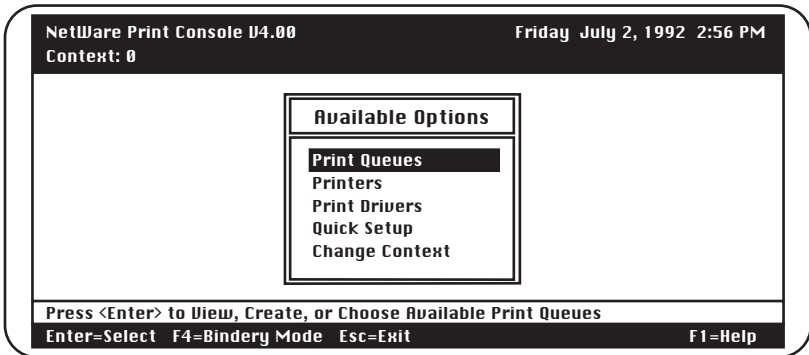 NetWare Print Console V4.00 Friday July 2, 1992 2:56 PM
Context: 0
Available Options
Print Queues
Printers
Print Drivers
Quick Setup
Change Context
Press <Enter> to View, Create, or Choose Available Print Queues
Enter=Select F4=Bindery Mode Esc=Exit F1=Help